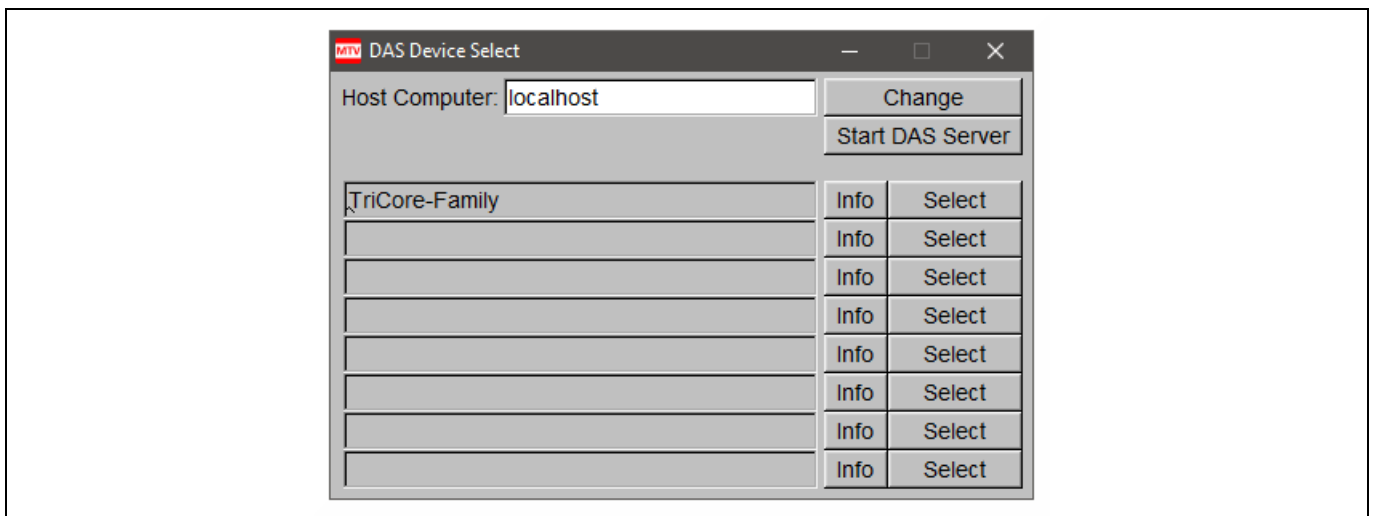 MTV DAS Device Select
Host Computer: localhost Change
Start DAS Server
TriCore-Family Info Select
Info Select
Info Select
Info Select
Info Select
Info Select
Info Select
Info Select